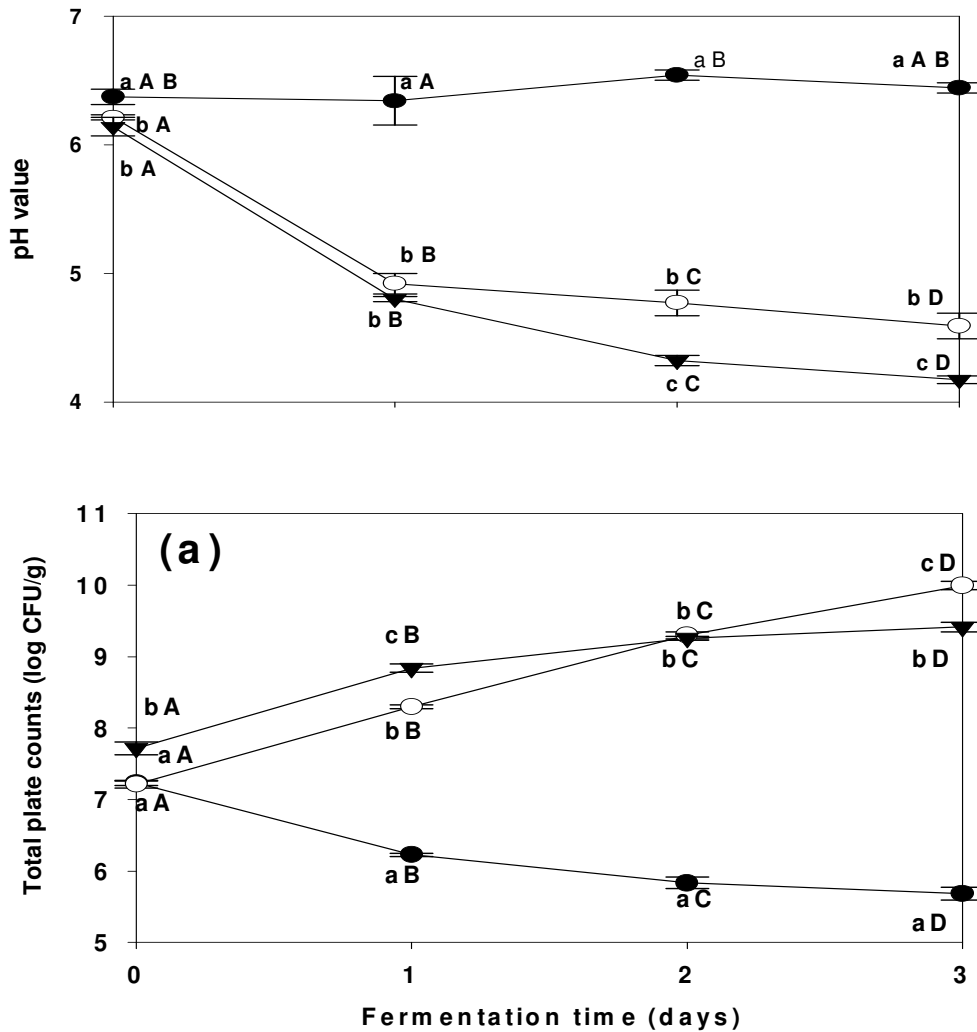 7
a A B
a A
a B
a A B
6
b A
b A
pH value
5
b B
b C
b D
b B
c C
c D
4
11
(a)
10
c D
b C
c B
9
b C
b D
Total plate counts (log CFU/g)
8
b A
a A
b B
7
a A
6
a B
a C
a D
5
0 1 2 3
Fermentation time (days)